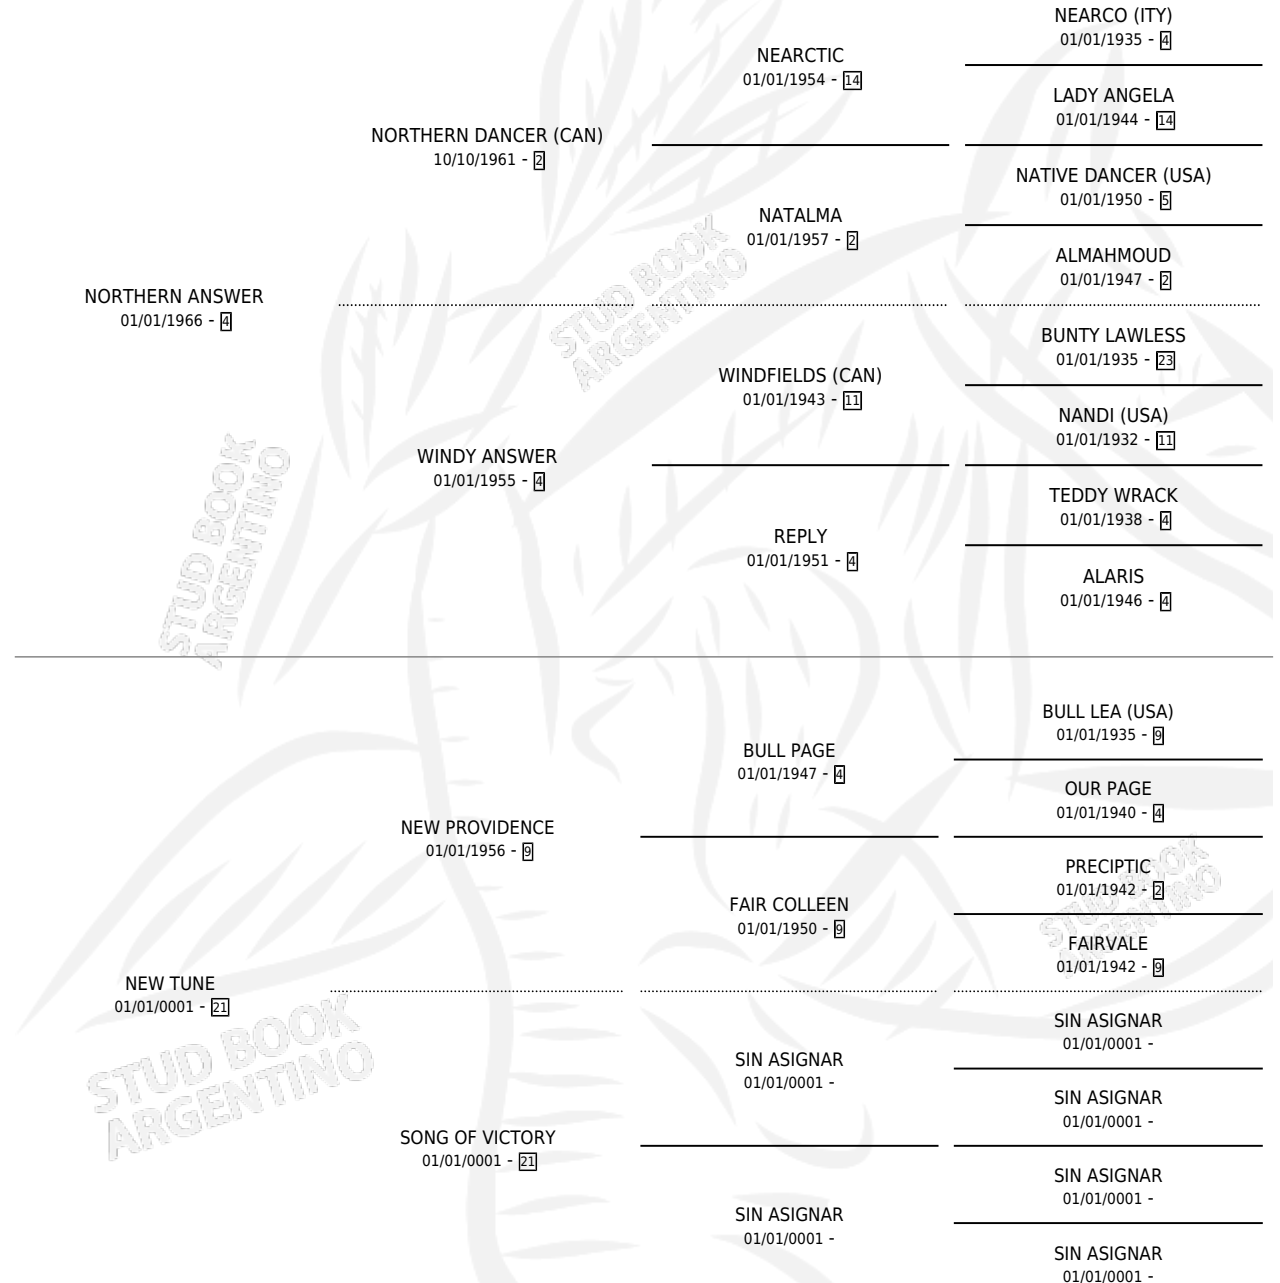 NEARCO (ITY)
01/01/1935 - 4
NEARCTIC
01/01/1954 - 14
LADY ANGELA
01/01/1944 - 14
NORTHERN DANCER (CAN)
10/10/1961 - 2
NATIVE DANCER (USA)
01/01/1950 - 5
NATALMA
01/01/1957 - 2
ALMAHMOUD
01/01/1947 - 2
NORTHERN ANSWER
01/01/1966 - 4
BUNTY LAWLESS
01/01/1935 - 23
WINDFIELDS (CAN)
01/01/1943 - 11
NANDI (USA)
01/01/1932 - 11
WINDY ANSWER
01/01/1955 - 4
TEDDY WRACK
01/01/1938 - 4
REPLY
01/01/1951 - 4
ALARIS
01/01/1946 - 4
BULL LEA (USA)
01/01/1935 - 9
BULL PAGE
01/01/1947 - 4
OUR PAGE
01/01/1940 - 4
NEW PROVIDENCE
01/01/1956 - 9
PRECIPTIC
01/01/1942 - 2
FAIR COLLEEN
01/01/1950 - 9
FAIRVALE
01/01/1942 - 9
NEW TUNE
01/01/0001 - 21
SIN ASIGNAR
01/01/0001 -
SIN ASIGNAR
01/01/0001 -
SIN ASIGNAR
01/01/0001 -
SONG OF VICTORY
01/01/0001 - 21
SIN ASIGNAR
01/01/0001 -
SIN ASIGNAR
01/01/0001 -
SIN ASIGNAR
01/01/0001 -
STUD BOOK
ARGENTINO
STUD BOOK
ARGENTINO
STUD BOOK
ARGENTINO
STUD BOOK
ARGENTINO